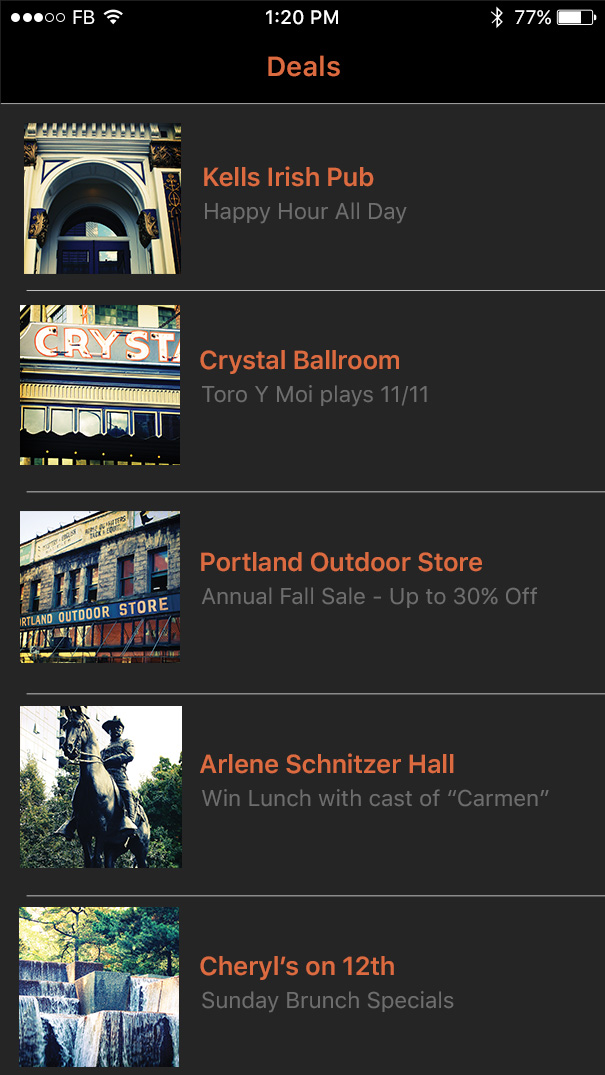 FB
1:20 PM
77%
Deals
Kells Irish Pub
Happy Hour All Day
CRYST
Crystal Ballroom
Toro Y Moi plays 11/11
RTLAND OUTDOOR STORE
Portland Outdoor Store
Annual Fall Sale - Up to 30% Off
Arlene Schnitzer Hall
Win Lunch with cast of “Carmen”
Cheryl’s on 12th
Sunday Brunch Specials